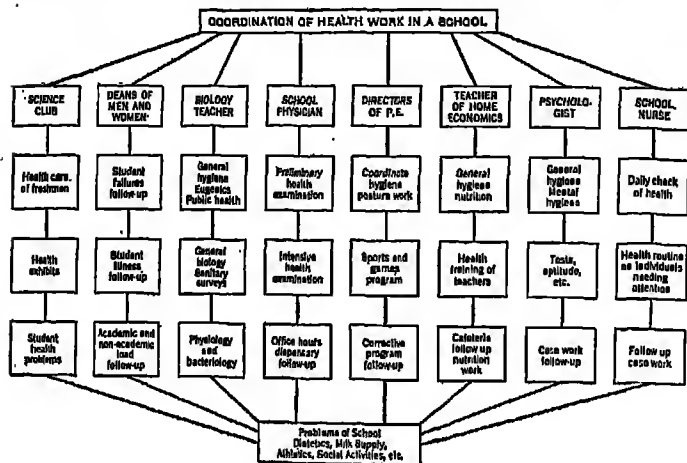 COORDINATION OF HEALTH WORK IN A SCHOOL
SCIENCE
CLUB
DEANS OF
MEN AND
WOMEN
BIOLOGY
TEACHER
SCHOOL
PHYSICIAN
DIRECTORS
OF P.E.
TEACHER
OF HOME
ECONOMICS
PSYCHOLO-
GIST
SCHOOL
NURSE
Health care
of freshmen
Student
failures
follow-up
General
hygiene
Eugenics
Public health
Preliminary
health
examination
Coordinate
hygiene
posture work
General
hygiene
nutrition
General
hygiene
Mental
hygiene
Daily check
of health
Health
exhibits
Student
illness
follow-up
General
biology
Sanitary
surveys
Intensive
health
examination
Sports and
games
program
Health
training of
teachers
Tests,
aptitude,
etc.
Health routine
as individuals
needing
attention
Student
health
problems
Academic and
non-academic
load
follow-up
Physiology
and
bacteriology
Office hours
dispensary
follow-up
Corrective
program
follow-up
Cafeteria
follow up
nutrition
work
Case work
follow-up
Follow up
case work
Problems of School
Dietetics, Milk Supply,
Athletics, Social Activities, etc.